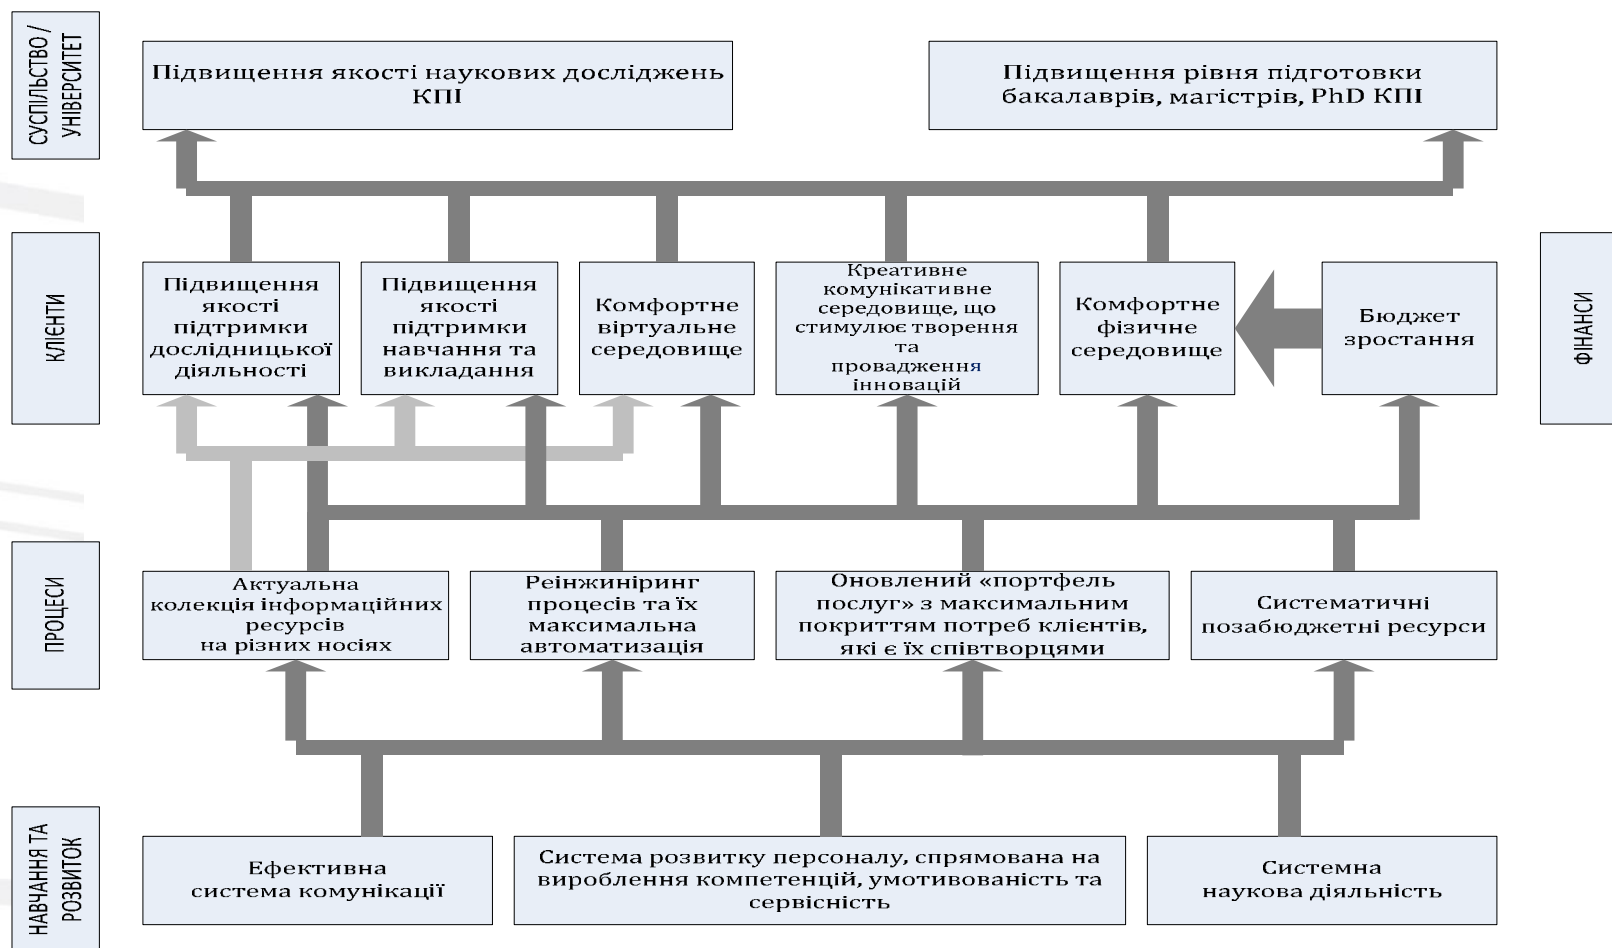 СУСПІЛЬСТВО /
УНІВЕРСИТЕТ
Підвищення якості наукових досліджень
КПІ
Підвищення рівня підготовки
бакалаврів, магістрів, PhD КПІ
КЛІЄНТИ
Підвищення
якості
підтримки
дослідницької
діяльності
Підвищення
якості
підтримки
навчання та
викладання
Комфортне
віртуальне
середовище
Креативне
комунікативне
середовище, що
стимулює творення
та
провадження
інновацій
Комфортне
фізичне
середовище
Бюджет
зростання
ФІНАНСИ
ПРОЦЕСИ
Актуальна
колекція інформаційних
ресурсів
на різних носіях
Реінжиніринг
процесів та їх
максимальна
автоматизація
Оновлений «портфель
послуг» з максимальним
покриттям потреб клієнтів,
які є їх співтворцями
Систематичні
позабюджетні ресурси
НАВЧАННЯ ТА
РОЗВИТОК
Ефективна
система комунікації
Система розвитку персоналу, спрямована на
вироблення компетенцій, умотивованість та
сервісність
Системна
наукова діяльність